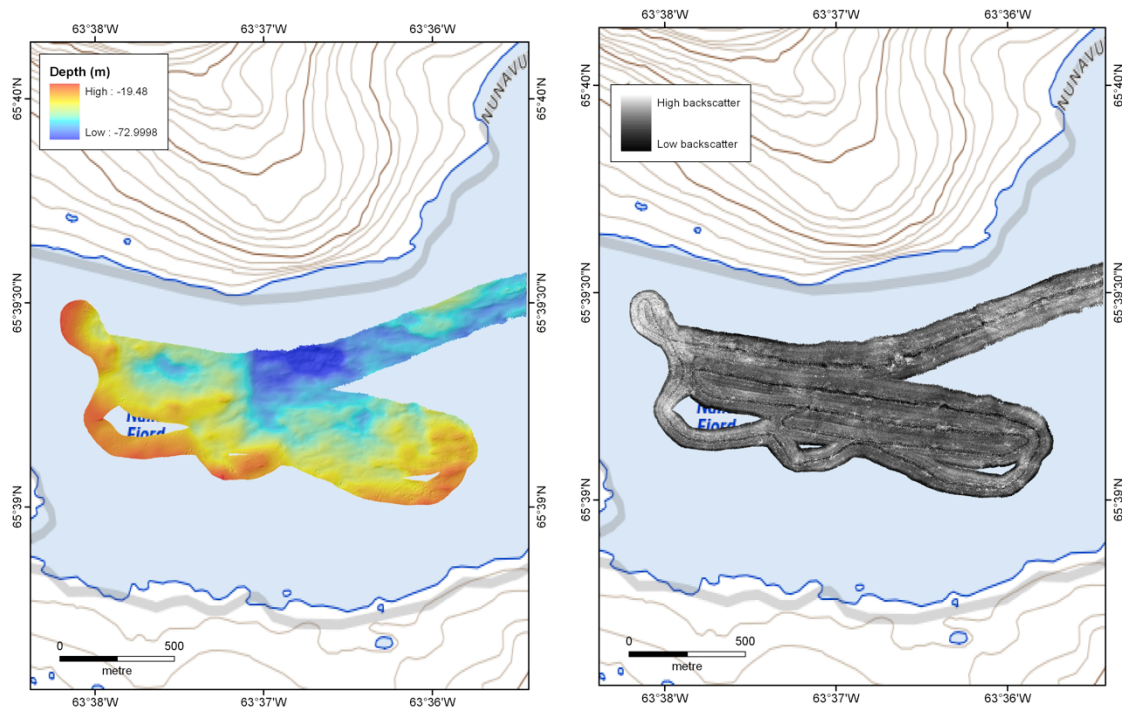 63°38'W 63°37'W 63°36'W
Depth (m)
High : -19.48
Low : -72.9998
65°40'N
65°40'N
NUNAVU
65°39'30"N
65°39'30"N
Fiord
65°39'N
65°39'N
0 500
metre
63°38'W 63°37'W 63°36'W
63°38'W 63°37'W 63°36'W
High backscatter
Low backscatter
65°40'N
65°40'N
NUNAVU
65°39'30"N
65°39'30"N
Fiord
65°39'N
65°39'N
0 500
metre
63°38'W 63°37'W 63°36'W